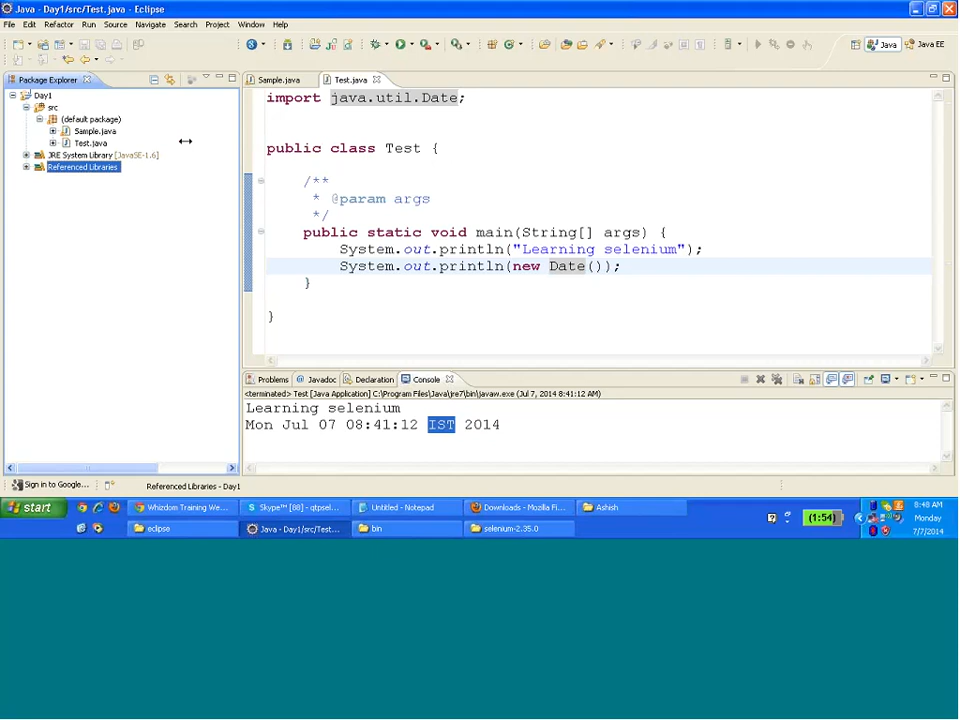 Java - Day1/src/Test.java - Eclipse
File Edit Refactor Run Source Navigate Search Project Window Help
Java Java EE
Package Explorer
Sample.java Test.java
Day1
src
(default package)
Sample.java
Test.java
JRE System Library [JavaSE-1.6]
Referenced Libraries
import java.util.Date;
public class Test {
/**
* @param args
*/
public static void main(String[] args) {
System.out.println("Learning selenium");
System.out.println(new Date());
}
}
Problems Javadoc Declaration Console
<terminated> Test [Java Application] C:\Program Files\Java\jre7\bin\javaw.exe (Jul 7, 2014 8:41:12 AM)
Learning selenium
Mon Jul 07 08:41:12 IST 2014
Sign in to Google... Referenced Libraries - Day1
start Whizdom Training We... Skype™ [88] - qtpsel... Untitled - Notepad Downloads - Mozilla Fi... Ashish
eclipse Java - Day1/src/Test... bin selenium-2.35.0
(1:54)
8:48 AM
Monday
7/7/2014